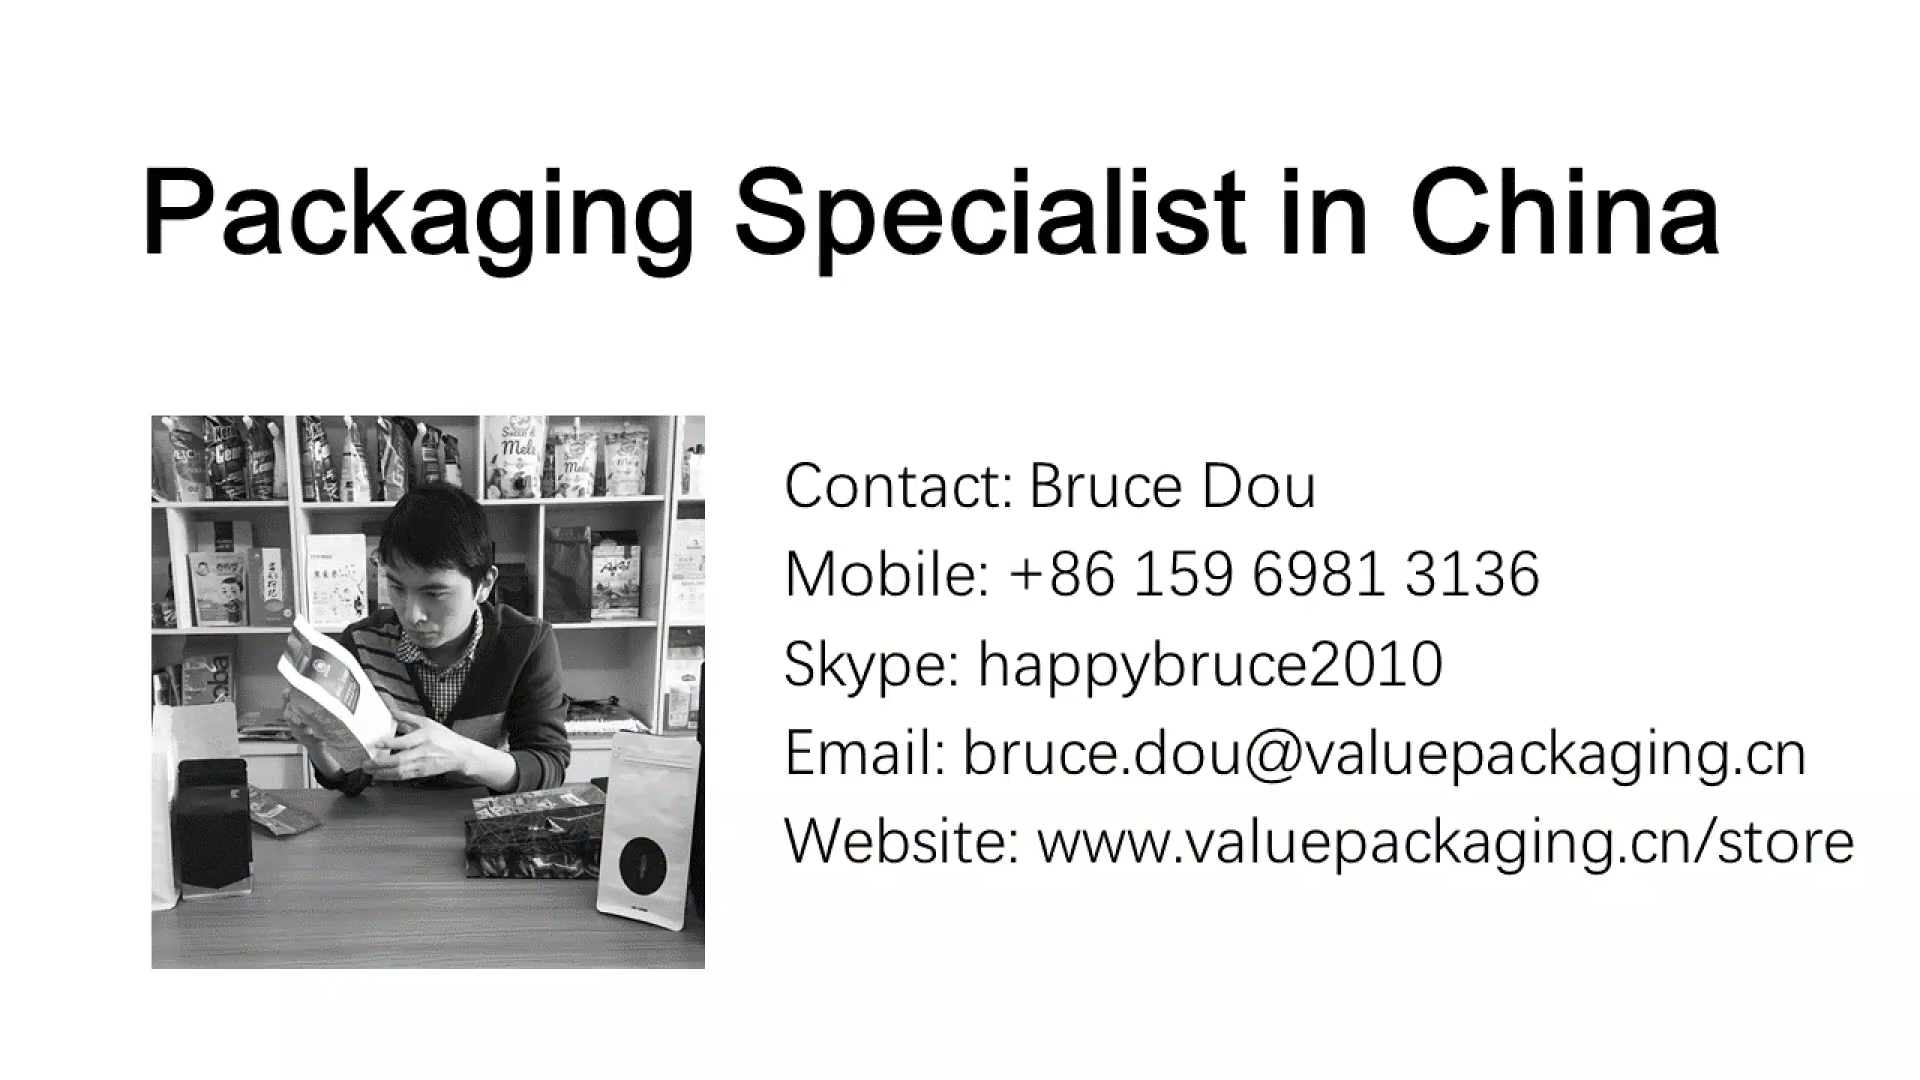 Packaging Specialist in China
Contact: Bruce Dou
Mobile: +86 159 6981 3136
Skype: happybruce2010
Email: bruce.dou@valuepackaging.cn
Website: www.valuepackaging.cn/store